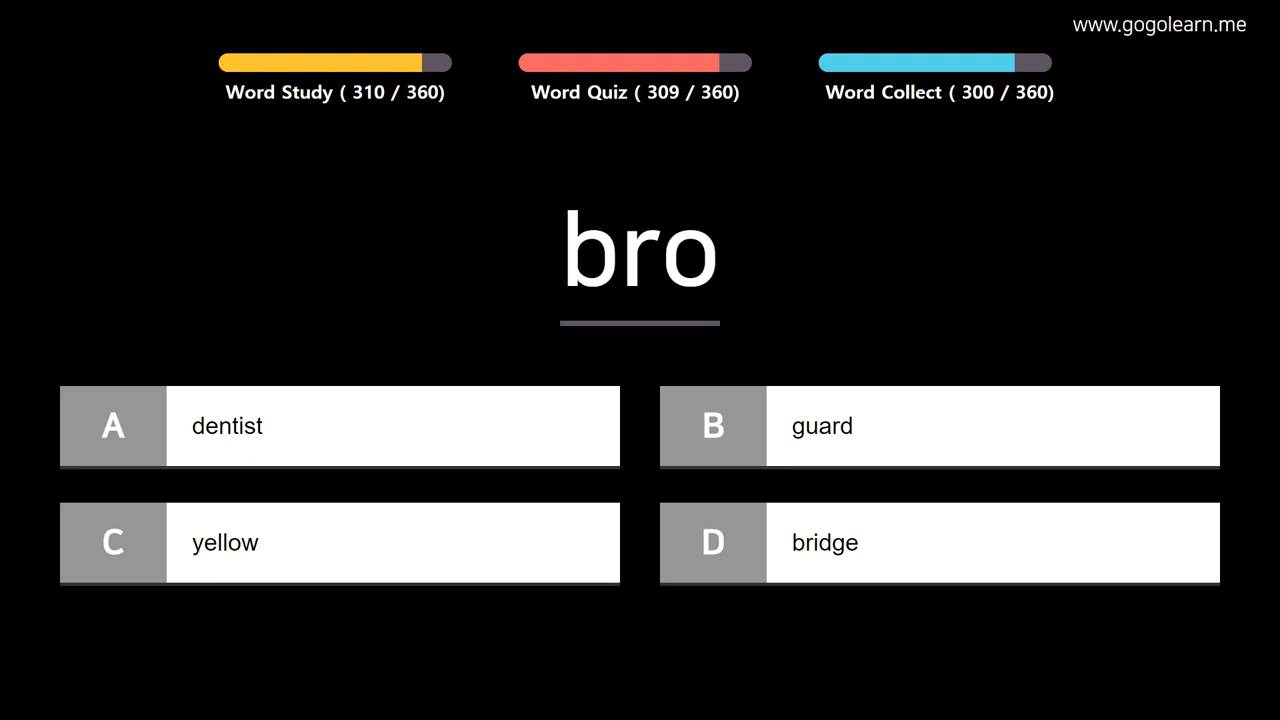 www.gogolearn.me
Word Study ( 310 / 360)
Word Quiz ( 309 / 360)
Word Collect ( 300 / 360)
bro
A dentist
B guard
C yellow
D bridge